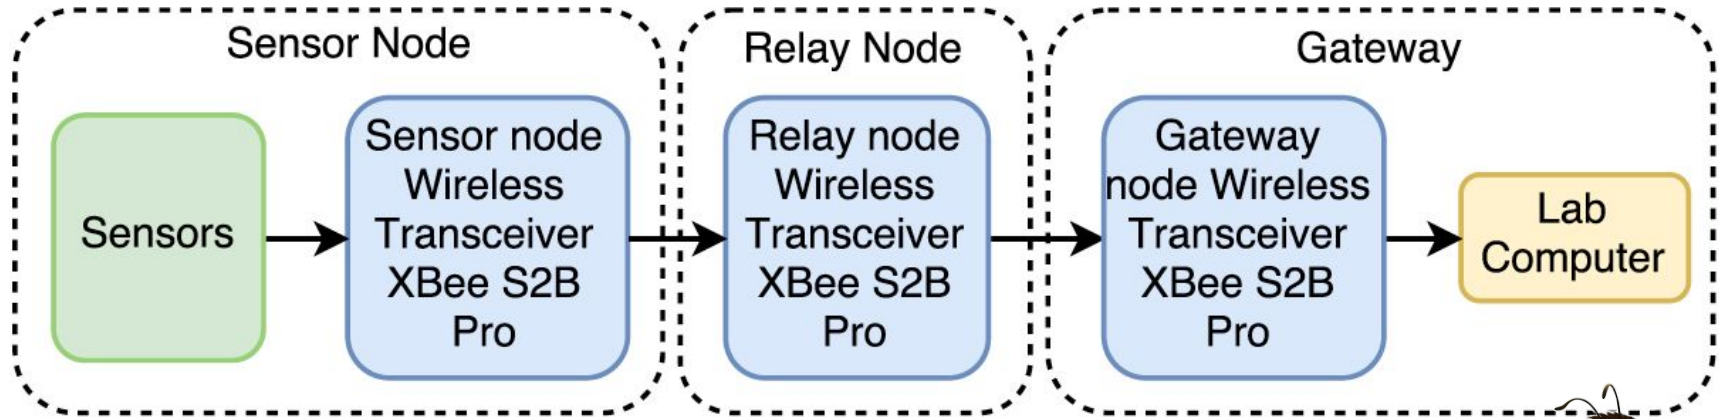 Sensor Node
Sensors
Sensor node
Wireless
Transceiver
XBee S2B
Pro
Relay Node
Relay node
Wireless
Transceiver
XBee S2B
Pro
Gateway
Gateway
node Wireless
Transceiver
XBee S2B
Pro
Lab
Computer